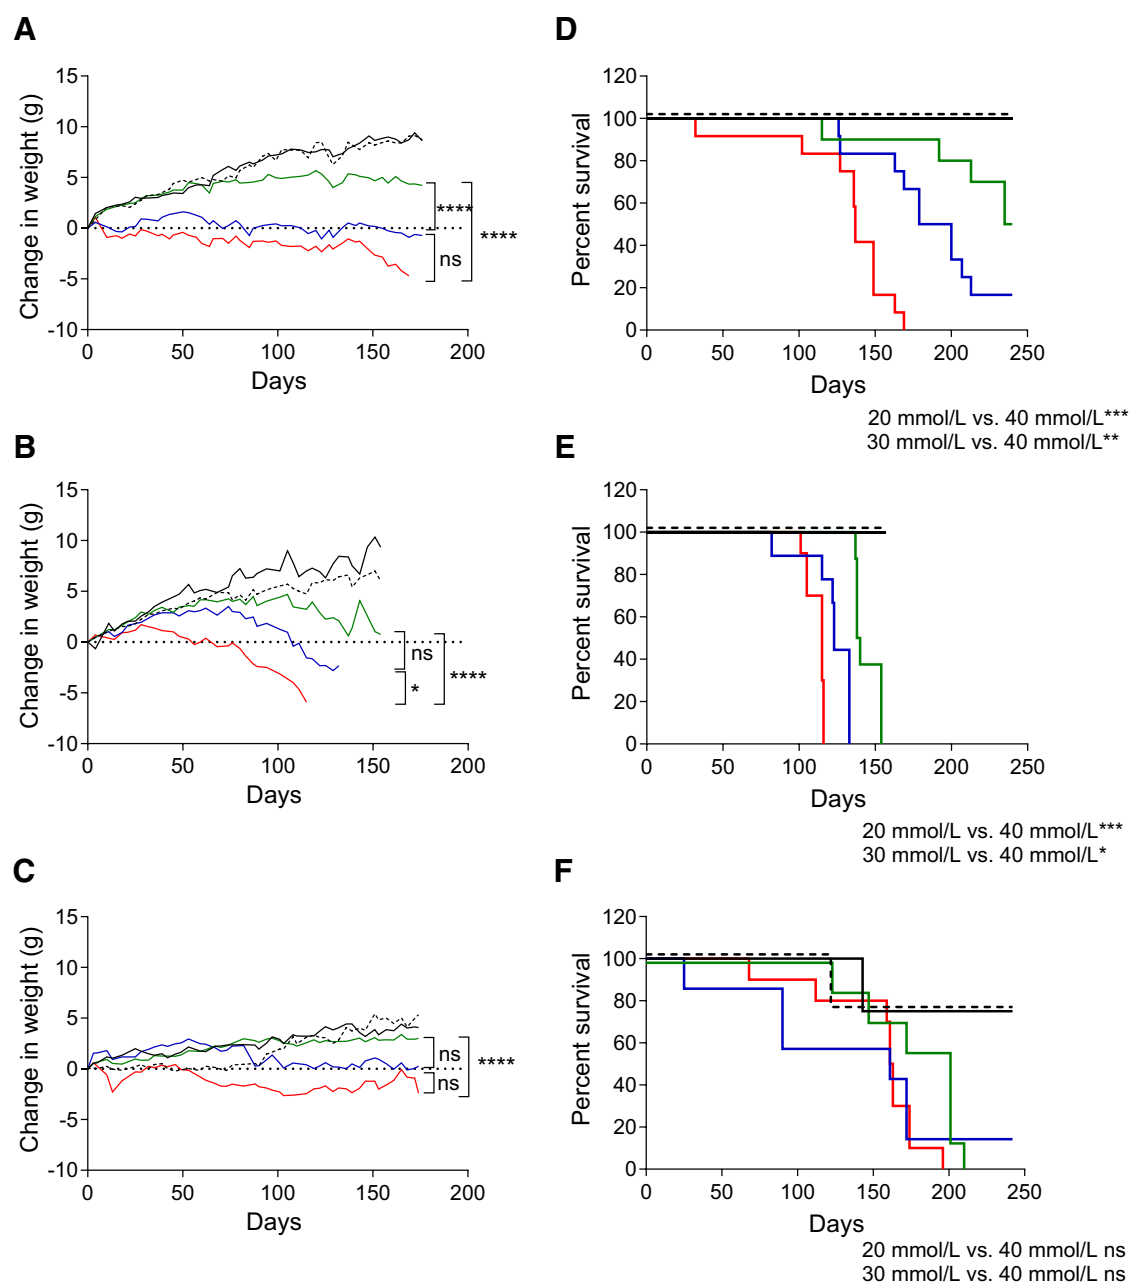 A
15
10
5
0
-5
-10
0
50
100
150
200
Change in weight (g)
Days
****
ns
****
D
120
100
80
60
40
20
0
0
50
100
150
200
250
Percent survival
Days
20 mmol/L vs. 40 mmol/L***
30 mmol/L vs. 40 mmol/L**
B
15
10
5
0
-5
-10
0
50
100
150
200
Change in weight (g)
Days
ns
*
****
E
120
100
80
60
40
20
0
0
50
100
150
200
250
Percent survival
Days
20 mmol/L vs. 40 mmol/L***
30 mmol/L vs. 40 mmol/L*
C
15
10
5
0
-5
-10
0
50
100
150
200
Change in weight (g)
Days
ns
ns
****
F
120
100
80
60
40
20
0
0
50
100
150
200
250
Percent survival
Days
20 mmol/L vs. 40 mmol/L ns
30 mmol/L vs. 40 mmol/L ns